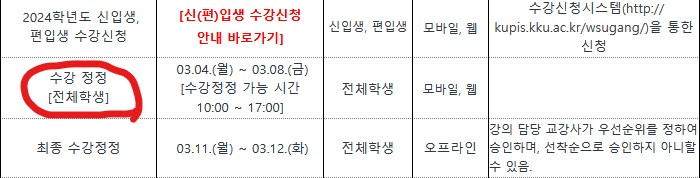 2024학년도 신입생,
편입생 수강신청
[신(편)입생 수강신청
안내 바로가기]
신입생, 편입생
모바일, 웹
수강신청시스템(http://
kupis.kku.ac.kr/wsugang/)을 통한
신청
수강 정정
[전체학생]
03.04.(월) ~ 03.08.(금)
[수강정정 가능 시간
10:00 ~ 17:00]
전체학생
모바일, 웹
최종 수강정정
03.11.(월) ~ 03.12.(화)
전체학생
오프라인
강의 담당 교강사가 우선순위를 정하여
승인하며, 선착순으로 승인하지 아니할
수 있음.